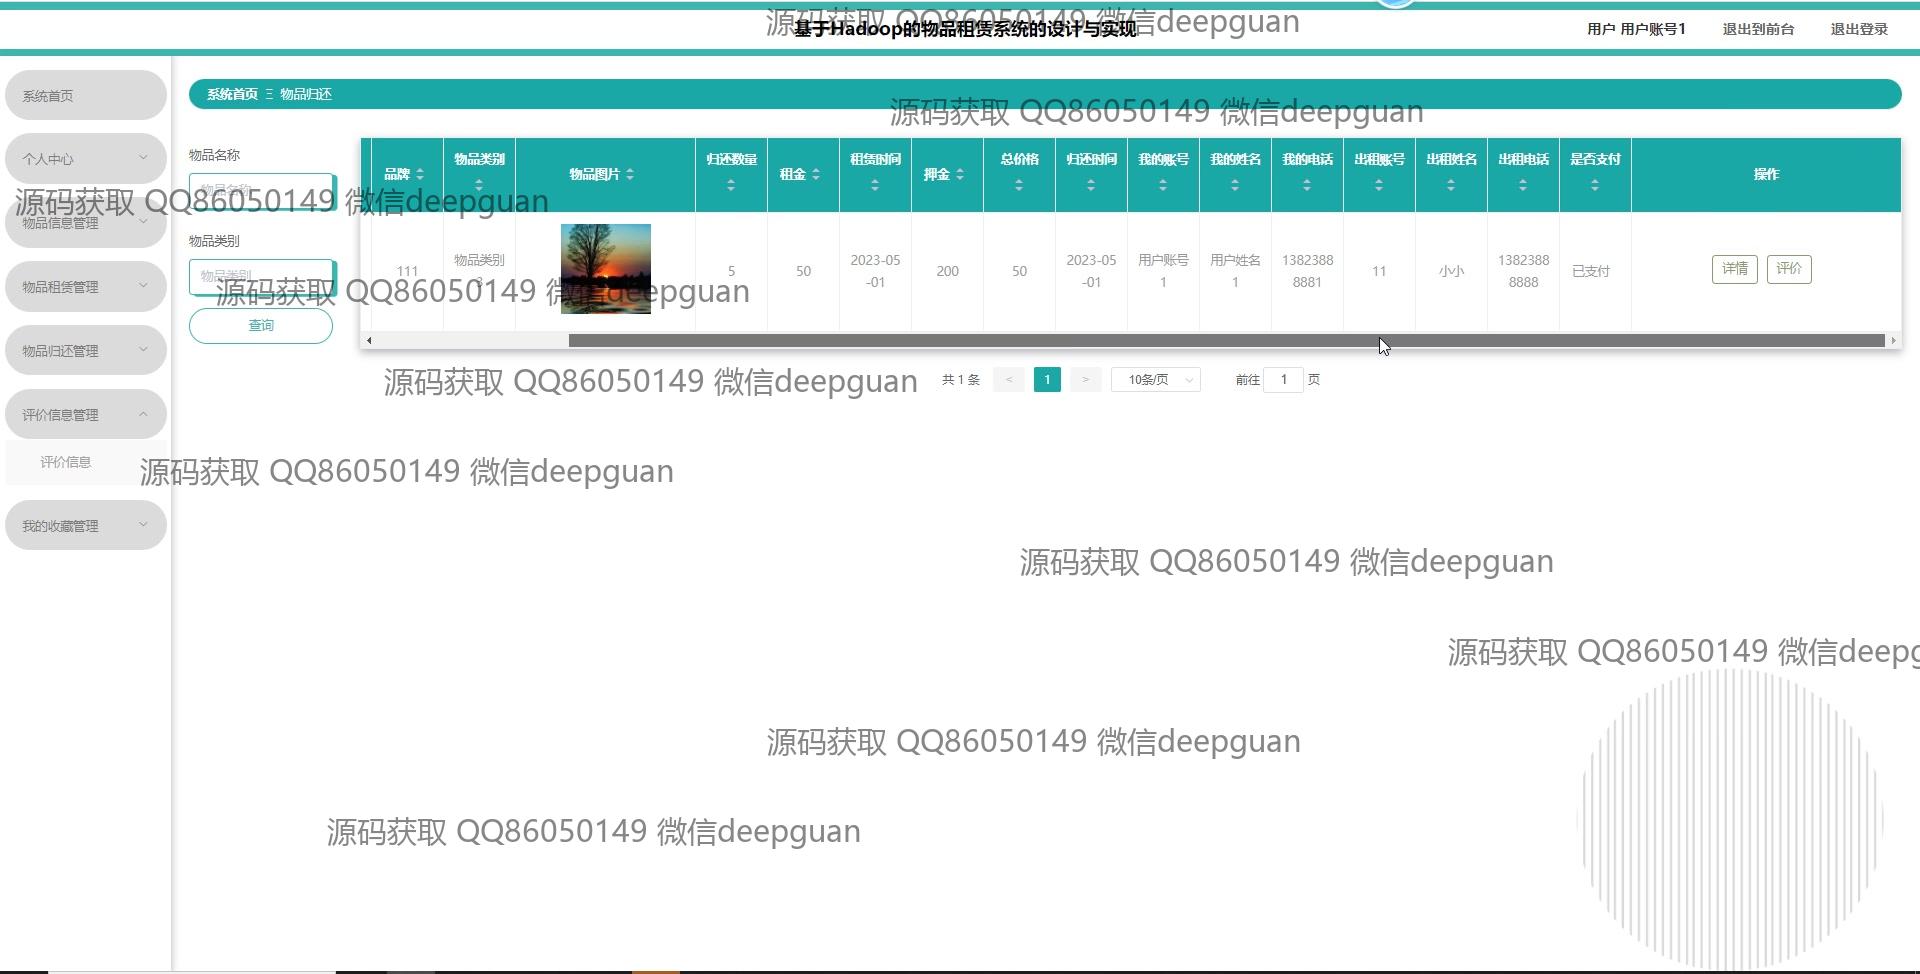 基于Hadoop的物品租赁系统的设计与实现
用户 用户账号1
退出到前台
退出登录
源码获取 QQ86050149 微信deepguan
系统首页
个人中心
物品信息管理
物品租赁管理
物品归还管理
评价信息管理
评价信息
我的收藏管理
系统首页 Ξ 物品归还
源码获取 QQ86050149 微信deepguan
物品名称
物品名称
物品类别
物品类别
查询
品牌 物品类别 物品图片 归还数量 租金 租赁时间 押金 总价格 归还时间 我的账号 我的姓名 我的电话 出租账号 出租姓名 出租电话 是否支付 操作
111 物品类别3 5 50 2023-05-01 200 50 2023-05-01 用户账号1 用户姓名1 13823888881 11 小小 13823888888 已支付 详情 评价
源码获取 QQ86050149 微信deepguan
源码获取 QQ86050149 微信deepguan
共 1 条 < 1 > 10条/页 前往 1 页
源码获取 QQ86050149 微信deepguan
源码获取 QQ86050149 微信deepguan
源码获取 QQ86050149 微信deepguan
源码获取 QQ86050149 微信deepg
源码获取 QQ86050149 微信deepguan
源码获取 QQ86050149 微信deepguan